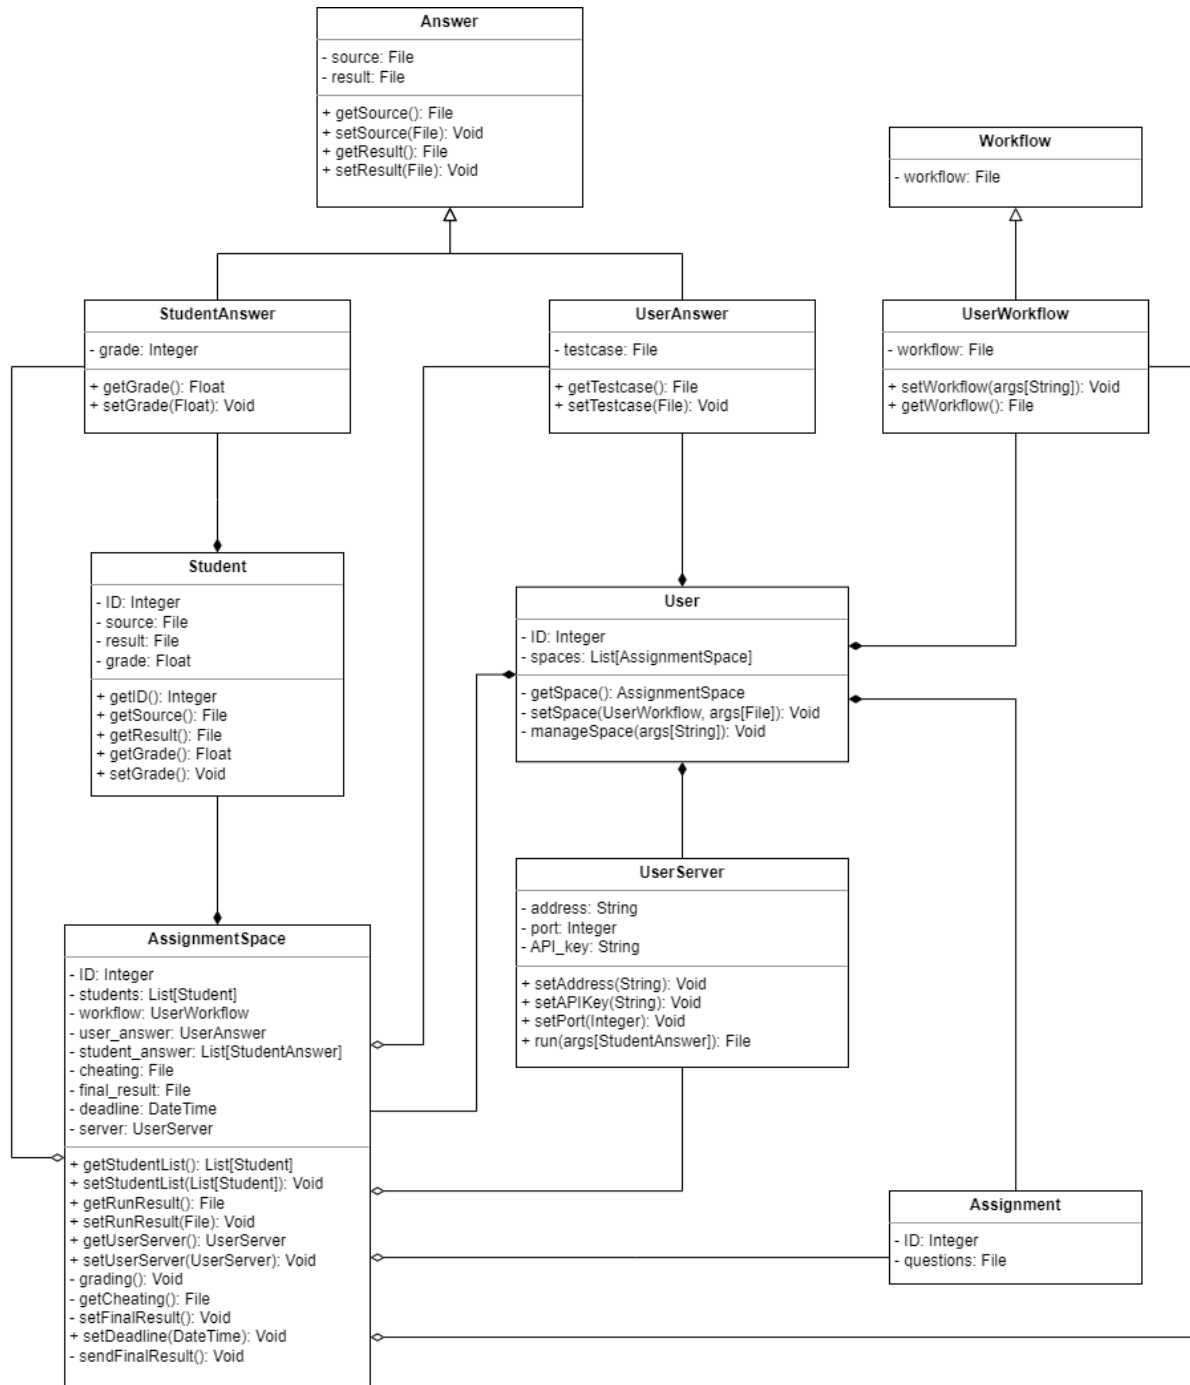 Answer
- source: File
- result: File
+ getSource(): File
+ setSource(File): Void
+ getResult(): File
+ setResult(File): Void
Workflow
- workflow: File
StudentAnswer
- grade: Integer
+ getGrade(): Float
+ setGrade(Float): Void
UserAnswer
- testcase: File
+ getTestcase(): File
+ setTestcase(File): Void
UserWorkflow
- workflow: File
+ setWorkflow(args[String]): Void
+ getWorkflow(): File
Student
- ID: Integer
- source: File
- result: File
- grade: Float
+ getID(): Integer
+ getSource(): File
+ getResult(): File
+ getGrade(): Float
+ setGrade(): Void
User
- ID: Integer
- spaces: List[AssignmentSpace]
- getSpace(): AssignmentSpace
- setSpace(UserWorkflow, args[File]): Void
- manageSpace(args[String]): Void
UserServer
- address: String
- port: Integer
- API_key: String
+ setAddress(String): Void
+ setAPIKey(String): Void
+ setPort(Integer): Void
+ run(args[StudentAnswer]): File
AssignmentSpace
- ID: Integer
- students: List[Student]
- workflow: UserWorkflow
- user_answer: UserAnswer
- student_answer: List[StudentAnswer]
- cheating: File
- final_result: File
- deadline: DateTime
- server: UserServer
+ getStudentList(): List[Student]
+ setStudentList(List[Student]): Void
+ getRunResult(): File
+ setRunResult(File): Void
+ getUserServer(): UserServer
+ setUserServer(UserServer): Void
- grading(): Void
- getCheating(): File
- setFinalResult(): Void
+ setDeadline(DateTime): Void
- sendFinalResult(): Void
Assignment
- ID: Integer
- questions: File